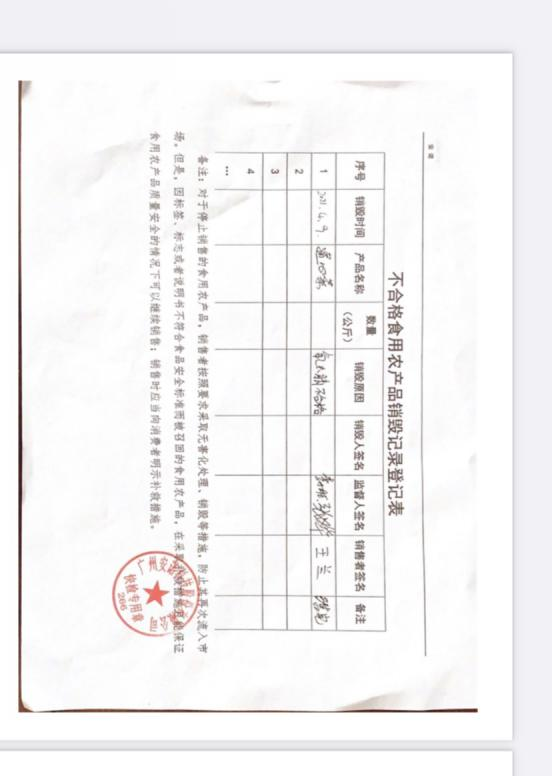 不合格食用农产品销毁记录登记表
序号 销毁时间 产品名称 数量（公斤） 销毁原因 销毁人签名 监督人签名 销售者签名 备注
1 2021.4.9. 通心菜 不合格 王兰
2
3
4
...
备注：对于停止销售的食用农产品，销售者按照要求采取无害化处理、销毁等措施，防止其再次流入市
场。但是，因标签、标志或者说明书不符合食品安全标准而被召回的食用农产品，在采取补救措施且能保证
食用农产品质量安全的情况下可以继续销售；销售时应当向消费者明示补救措施。
快检专用章